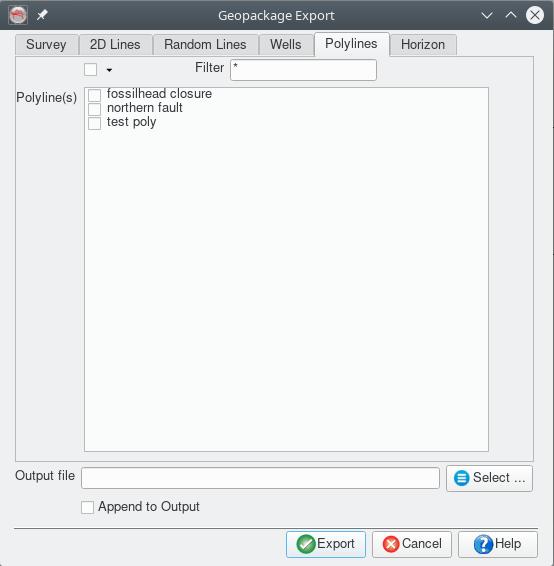 Geopackage Export
Survey 2D Lines Random Lines Wells Polylines Horizon
Filter *
Polyline(s)
fossilhead closure
northern fault
test poly
Output file Select ...
Append to Output
Export Cancel ? Help